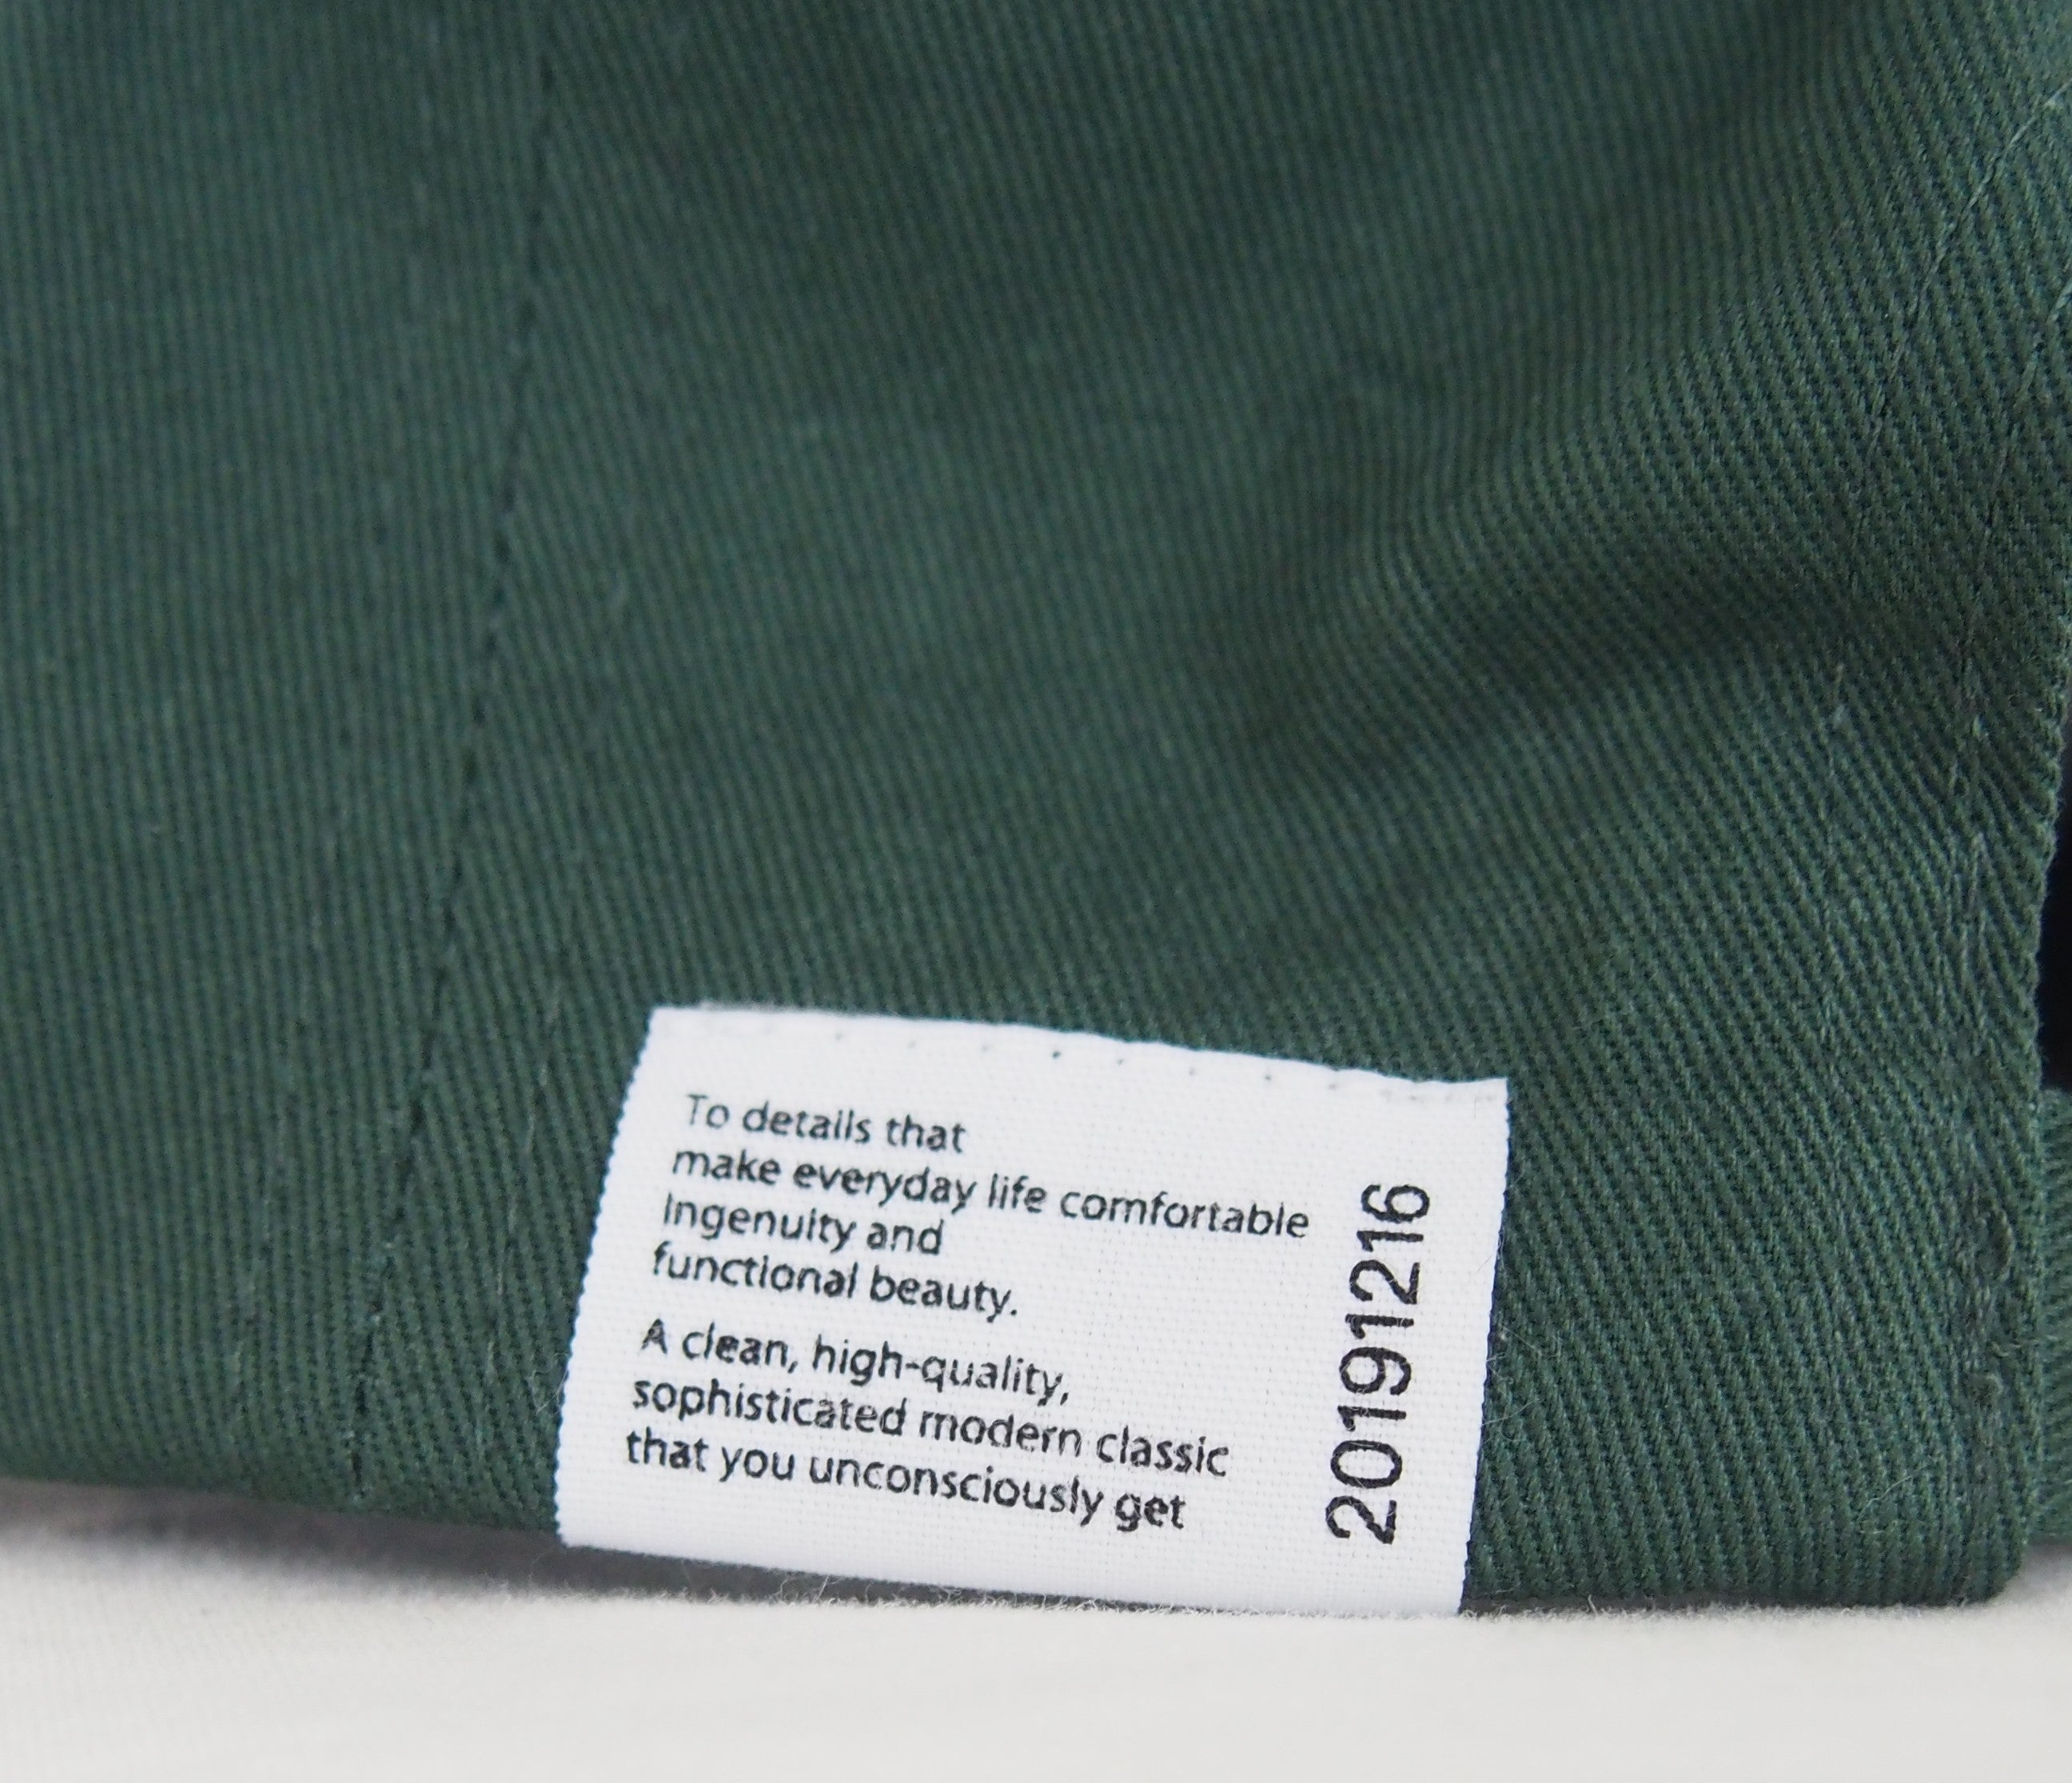 To details that
make everyday life comfortable
ingenuity and
functional beauty.
A clean, high-quality,
sophisticated modern classic
that you unconsciously get
20191216